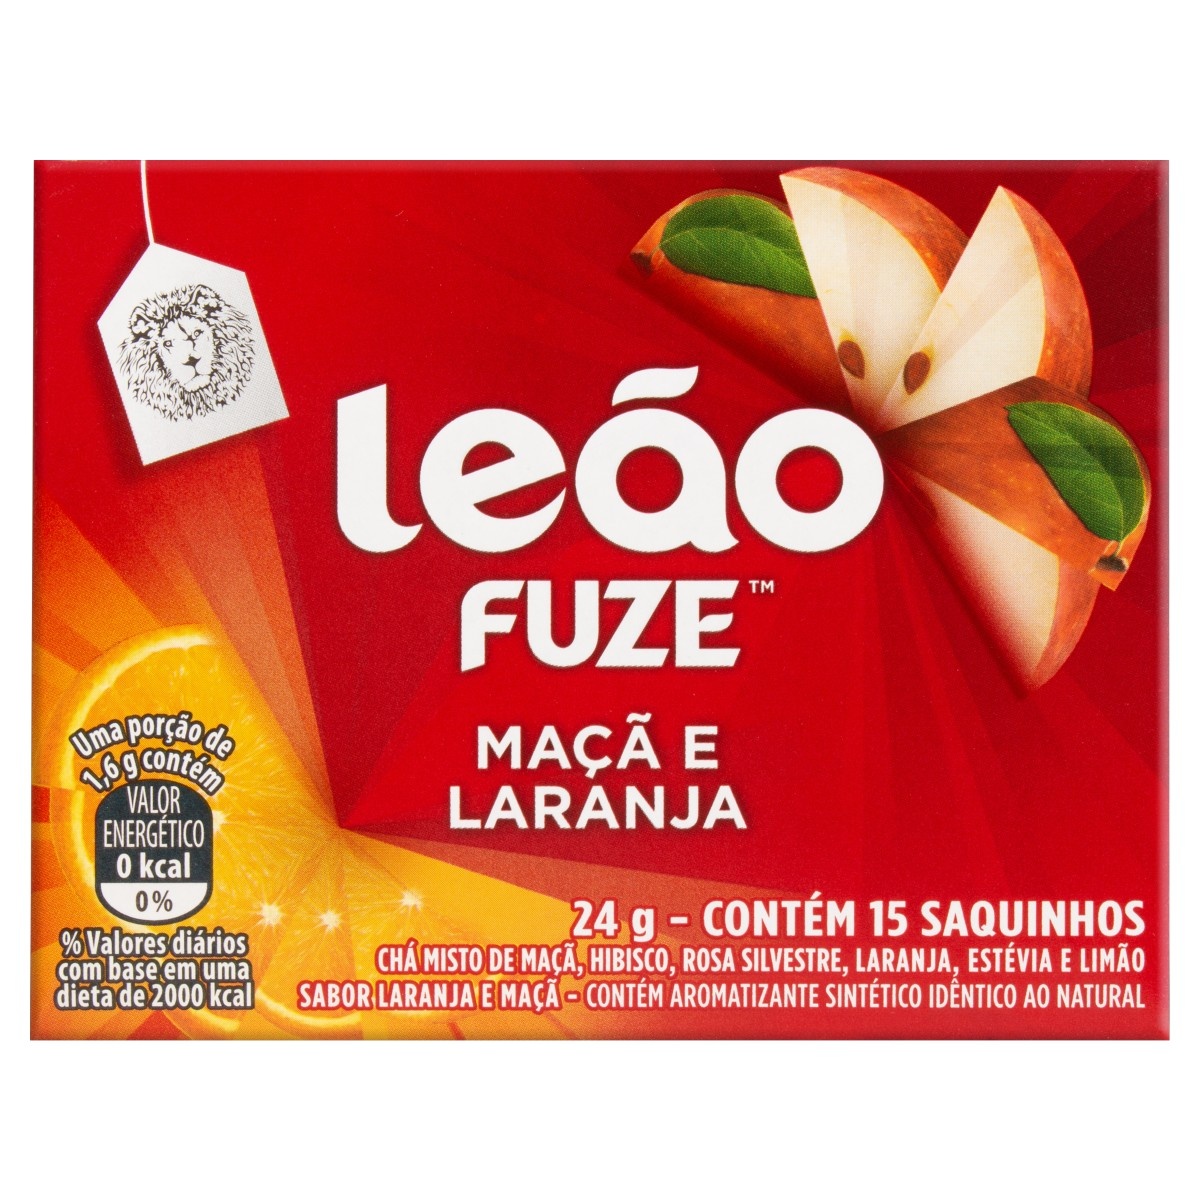 leão
FUZE™
MAÇÃ E
LARANJA
Uma porção de
1,6 g contém
VALOR
ENERGÉTICO
0 kcal
0%
% Valores diários
com base em uma
dieta de 2000 kcal
24 g - CONTÉM 15 SAQUINHOS
CHÁ MISTO DE MAÇÃ, HIBISCO, ROSA SILVESTRE, LARANJA, ESTÉVIA E LIMÃO
SABOR LARANJA E MAÇÃ - CONTÉM AROMATIZANTE SINTÉTICO IDÊNTICO AO NATURAL